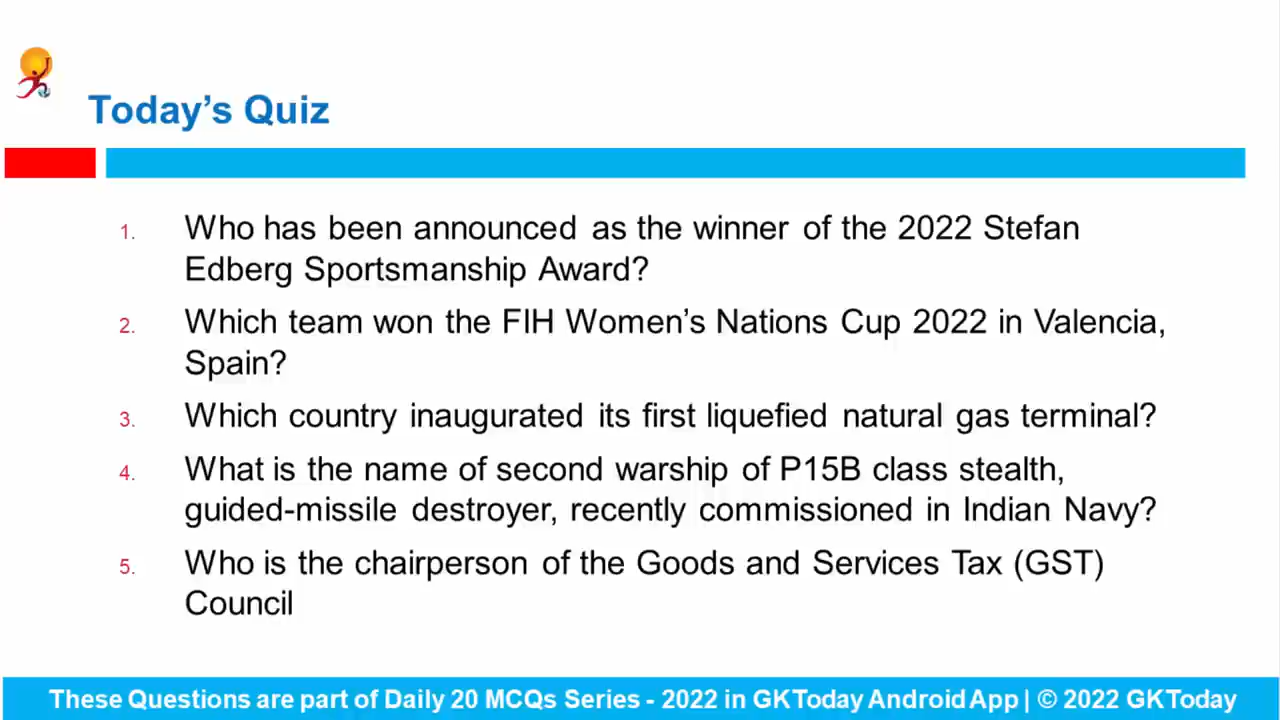 Today’s Quiz
1. Who has been announced as the winner of the 2022 Stefan
Edberg Sportsmanship Award?
2. Which team won the FIH Women’s Nations Cup 2022 in Valencia,
Spain?
3. Which country inaugurated its first liquefied natural gas terminal?
4. What is the name of second warship of P15B class stealth,
guided-missile destroyer, recently commissioned in Indian Navy?
5. Who is the chairperson of the Goods and Services Tax (GST)
Council
These Questions are part of Daily 20 MCQs Series - 2022 in GKToday Android App | © 2022 GKToday